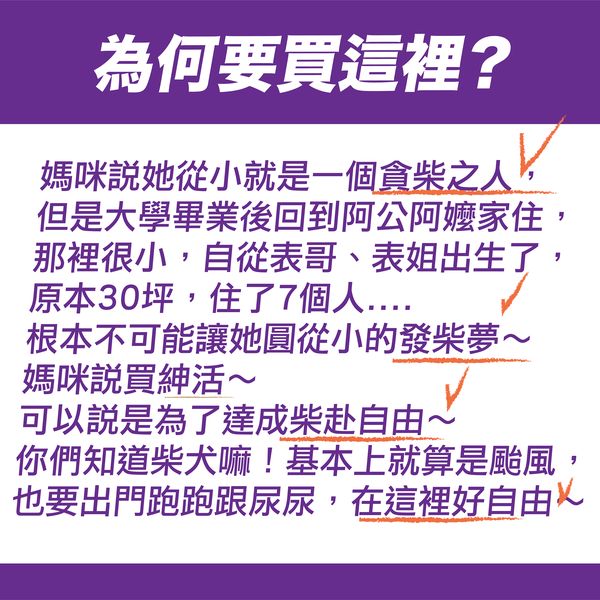 為何要買這裡？
媽咪說她從小就是一個貪柴之人，
但是大學畢業後回到阿公阿嬤家住，
那裡很小，自從表哥、表姐出生了，
原本30坪，住了7個人....
根本不可能讓她圓從小的發柴夢～
媽咪說買紳活～
可以說是為了達成柴赴自由～
你們知道柴犬嘛！基本上就算是颱風，
也要出門跑跑跟尿尿，在這裡好自由～